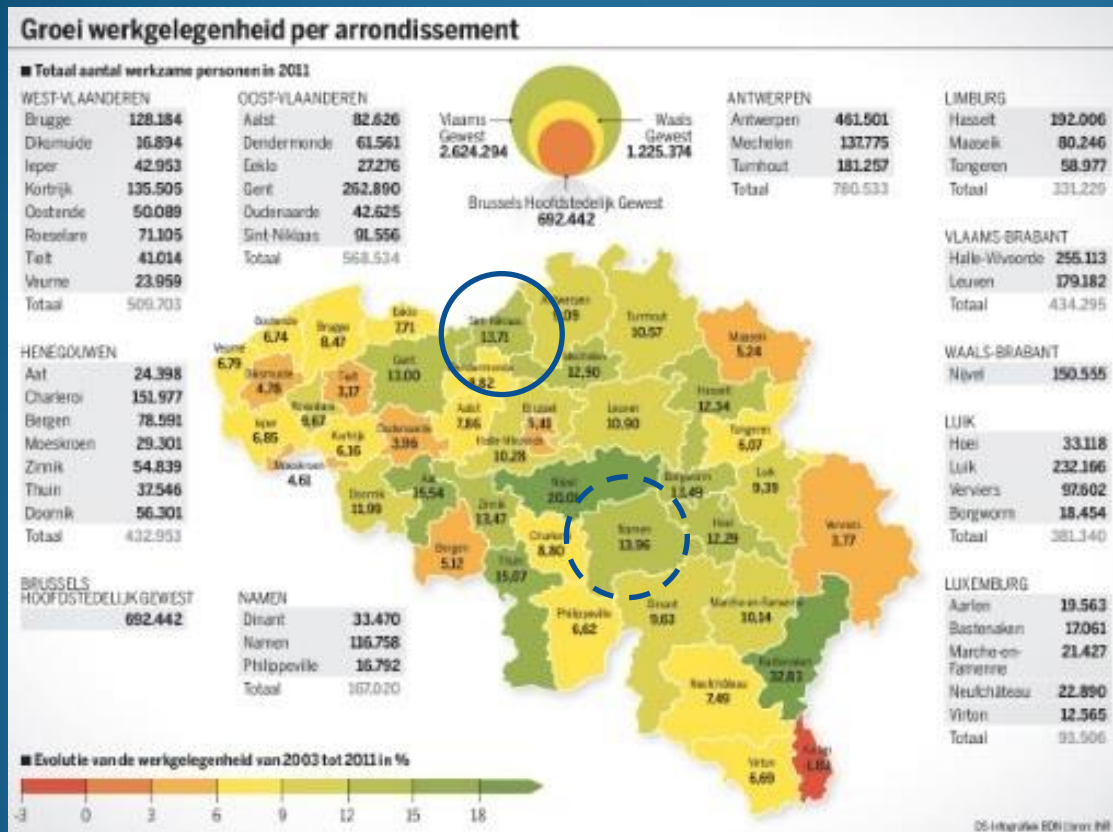 Groei werkgelegenheid per arrondissement
■ Totaal aantal werkzame personen in 2011
WEST-VLAANDEREN
Brugge 128.184
Diksmuide 16.894
Ieper 42.953
Kortrijk 135.505
Oostende 50.089
Roeselare 71.105
Tielt 41.014
Veurne 23.959
Totaal 509.703
OOST-VLAANDEREN
Aalst 82.626
Dendermonde 61.561
Eeklo 27.276
Gent 262.890
Oudenaarde 42.625
Sint-Niklaas 91.556
Totaal 568.534
Vlaams Gewest
2.624.294
Waals Gewest
1.225.374
Brussels Hoofdstedelijk Gewest
692.442
ANTWERPEN
Antwerpen 461.501
Mechelen 137.775
Turnhout 181.257
Totaal 780.533
LIMBURG
Hasselt 192.006
Maaseik 80.246
Tongeren 58.977
Totaal 331.229
VLAAMS-BRABANT
Halle-Vilvoorde 255.113
Leuven 179.182
Totaal 434.295
WAALS-BRABANT
Nijvel 150.555
LUIK
Hoei 33.118
Luik 232.166
Verviers 97.602
Borgworm 18.454
Totaal 381.340
LUXEMBURG
Aarlen 19.563
Bastenaken 17.061
Marche-en-
Famenne 21.427
Neufchâteau 22.890
Virton 12.565
Totaal 93.506
HENEGOUWEN
Aat 24.398
Charleroi 151.977
Bergen 78.591
Moeskroen 29.301
Zinnik 54.839
Thuin 37.546
Doornik 56.301
Totaal 432.953
BRUSSELS
HOOFDSTEDELIJK GEWEST
692.442
NAMEN
Dinant 33.470
Namen 116.758
Philippeville 16.792
Totaal 167.020
Oostende
6,74
Brugge
8,47
Eeklo
7,71
Sint-Niklaas
13,71
Antwerpen
9,09
Turnhout
10,57
Maaseik
5,24
Veurne
6,79
Diksmuide
4,76
Tielt
3,17
Gent
13,00
Dendermonde
8,82
Mechelen
12,90
Hasselt
12,34
Ieper
6,85
Roeselare
9,67
Kortrijk
6,16
Oudenaarde
3,96
Aalst
7,86
Brussel
5,41
Leuven
10,90
Tongeren
6,07
Halle-Vilvoorde
10,28
Moeskroen
4,61
Doornik
11,99
Aat
15,54
Zinnik
13,47
Nijvel
20,01
Borgworm
13,49
Luik
9,39
Verviers
3,77
Bergen
5,12
Charleroi
8,80
Namen
13,96
Hoei
12,29
Thuin
15,07
Philippeville
6,62
Dinant
9,63
Marche-en-Famenne
10,14
Bastenaken
32,83
Neufchâteau
7,49
Virton
6,69
■ Evolutie van de werkgelegenheid van 2003 tot 2011 in %
-3 0 3 6 9 12 15 18